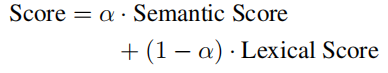 Score = α · Semantic Score
+ (1 − α) · Lexical Score